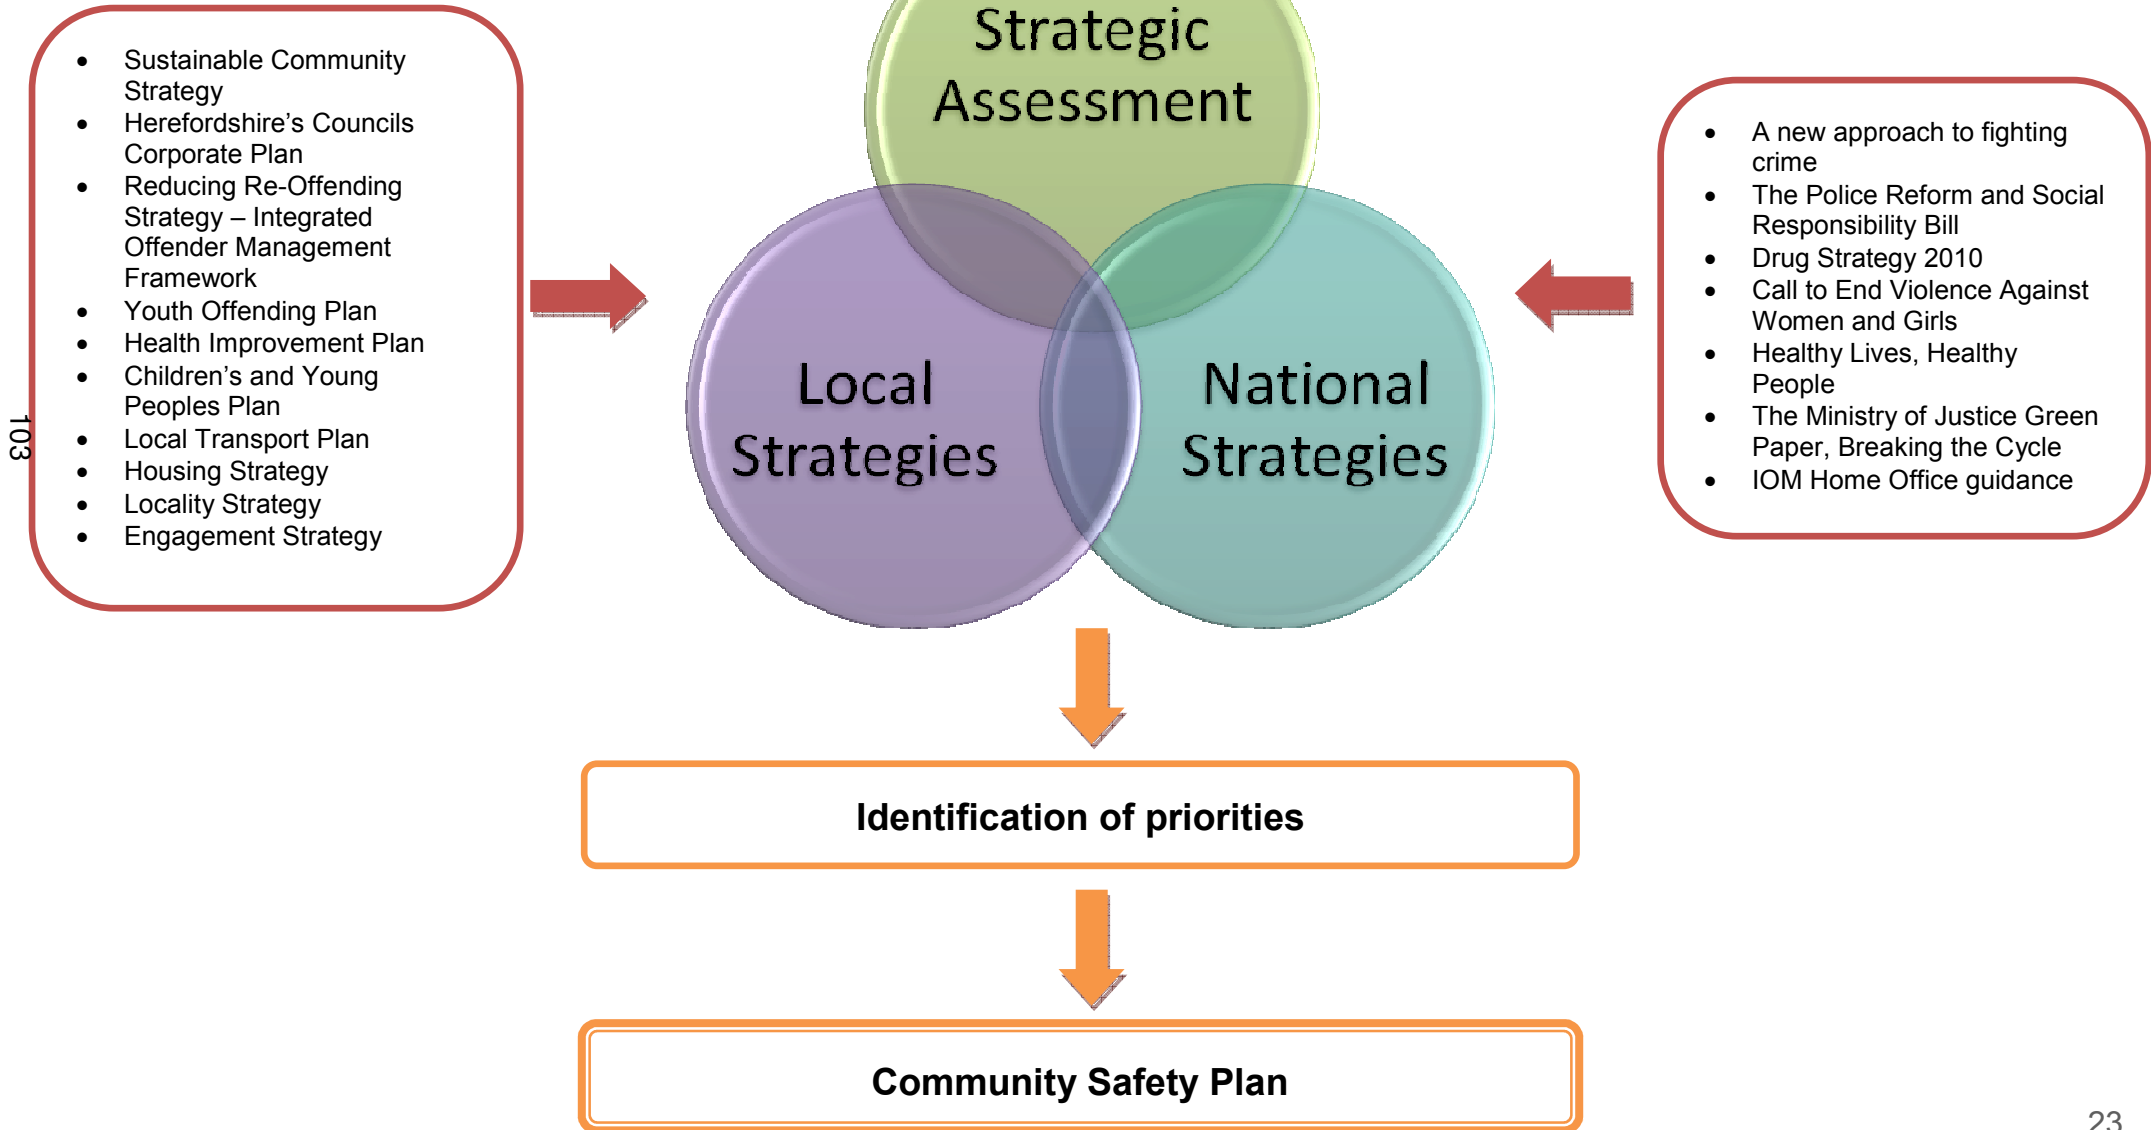 • Sustainable Community
Strategy
• Herefordshire’s Councils
Corporate Plan
• Reducing Re-Offending
Strategy – Integrated
Offender Management
Framework
• Youth Offending Plan
• Health Improvement Plan
• Children’s and Young
Peoples Plan
• Local Transport Plan
• Housing Strategy
• Locality Strategy
• Engagement Strategy
103
Strategic
Assessment
Local
Strategies
National
Strategies
• A new approach to fighting
crime
• The Police Reform and Social
Responsibility Bill
• Drug Strategy 2010
• Call to End Violence Against
Women and Girls
• Healthy Lives, Healthy
People
• The Ministry of Justice Green
Paper, Breaking the Cycle
• IOM Home Office guidance
Identification of priorities
Community Safety Plan
23